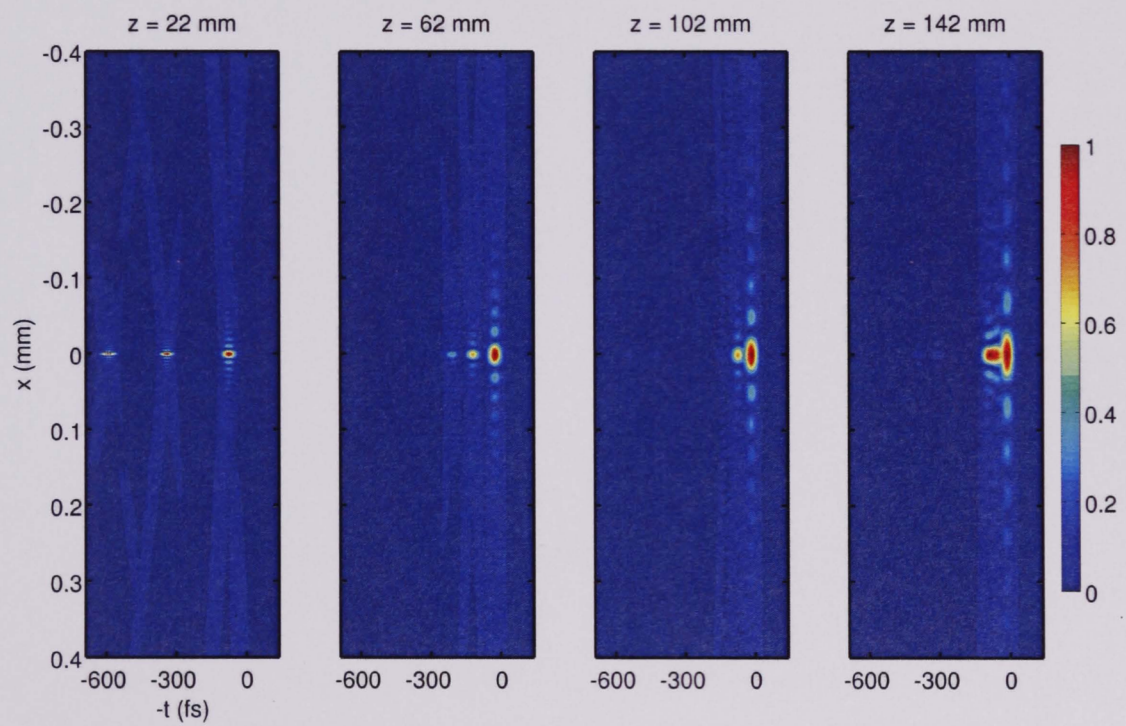 z = 22 mm
z = 62 mm
z = 102 mm
z = 142 mm
-0.4
-0.3
-0.2
-0.1
0
0.1
0.2
0.3
0.4
x (mm)
-600 -300 0
-600 -300 0
-600 -300 0
-600 -300 0
-t (fs)
1
0.8
0.6
0.4
0.2
0